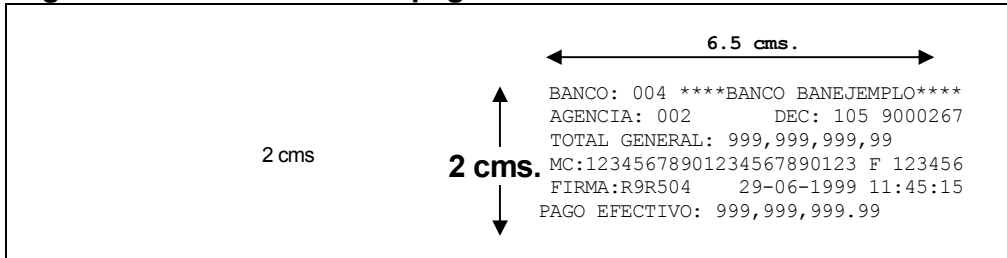 6.5 cms.
BANCO: 004 ****BANCO BANEJEMPLO****
AGENCIA: 002 DEC: 105 9000267
TOTAL GENERAL: 999,999,999,99
2 cms
2 cms.
MC:12345678901234567890123 F 123456
FIRMA:R9R504 29-06-1999 11:45:15
PAGO EFECTIVO: 999,999,999.99